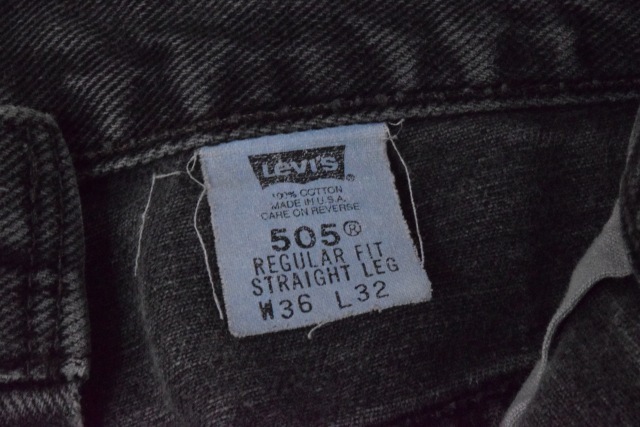 Levi's ®
100% COTTON
MADE IN U.S.A.
CARE ON REVERSE
505®
REGULAR FIT
STRAIGHT LEG
W36 L32